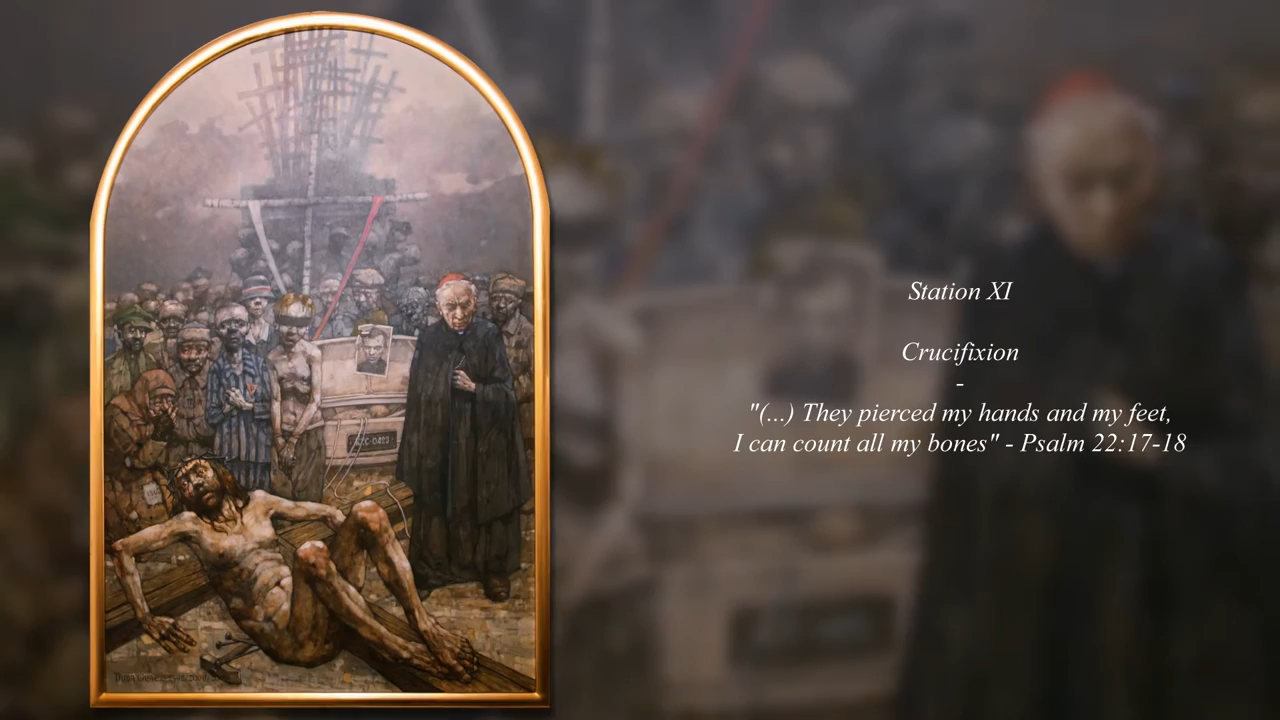 Station XI
Crucifixion
-
"(...) They pierced my hands and my feet,
I can count all my bones" - Psalm 22:17-18